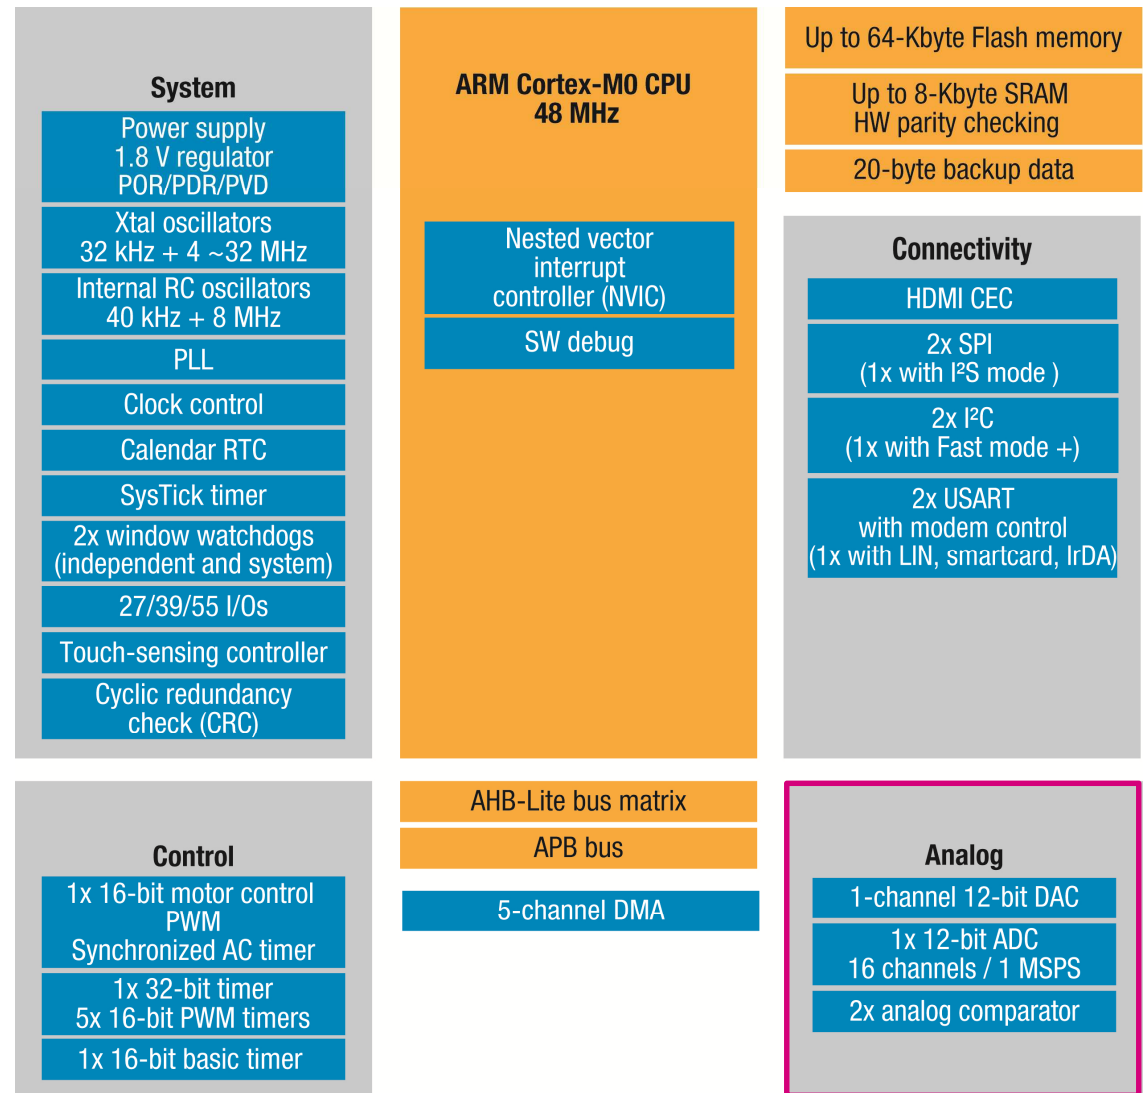 System
Power supply
1.8 V regulator
POR/PDR/PVD
Xtal oscillators
32 kHz + 4 ~32 MHz
Internal RC oscillators
40 kHz + 8 MHz
PLL
Clock control
Calendar RTC
SysTick timer
2x window watchdogs
(independent and system)
27/39/55 I/Os
Touch-sensing controller
Cyclic redundancy
check (CRC)
ARM Cortex-M0 CPU
48 MHz
Nested vector
interrupt
controller (NVIC)
SW debug
Up to 64-Kbyte Flash memory
Up to 8-Kbyte SRAM
HW parity checking
20-byte backup data
Connectivity
HDMI CEC
2x SPI
(1x with I²S mode )
2x I²C
(1x with Fast mode +)
2x USART
with modem control
(1x with LIN, smartcard, IrDA)
Control
1x 16-bit motor control
PWM
Synchronized AC timer
1x 32-bit timer
5x 16-bit PWM timers
1x 16-bit basic timer
AHB-Lite bus matrix
APB bus
5-channel DMA
Analog
1-channel 12-bit DAC
1x 12-bit ADC
16 channels / 1 MSPS
2x analog comparator